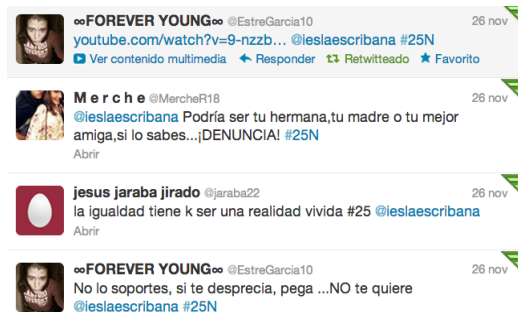 ∞FOREVER YOUNG∞ @EstreGarcia10 26 nov
youtube.com/watch?v=9-nzzb... @ieslaescribana #25N
Ver contenido multimedia Responder Retwitteado Favorito
M e r c h e @MercheR18 26 nov
@ieslaescribana Podría ser tu hermana,tu madre o tu mejor
amiga,si lo sabes...¡DENUNCIA! #25N
Abrir
jesus jaraba jirado @jaraba22 26 nov
la igualdad tiene k ser una realidad vivida #25 @ieslaescribana
Abrir
∞FOREVER YOUNG∞ @EstreGarcia10 26 nov
No lo soportes, si te desprecia, pega ...NO te quiere
@ieslaescribana #25N